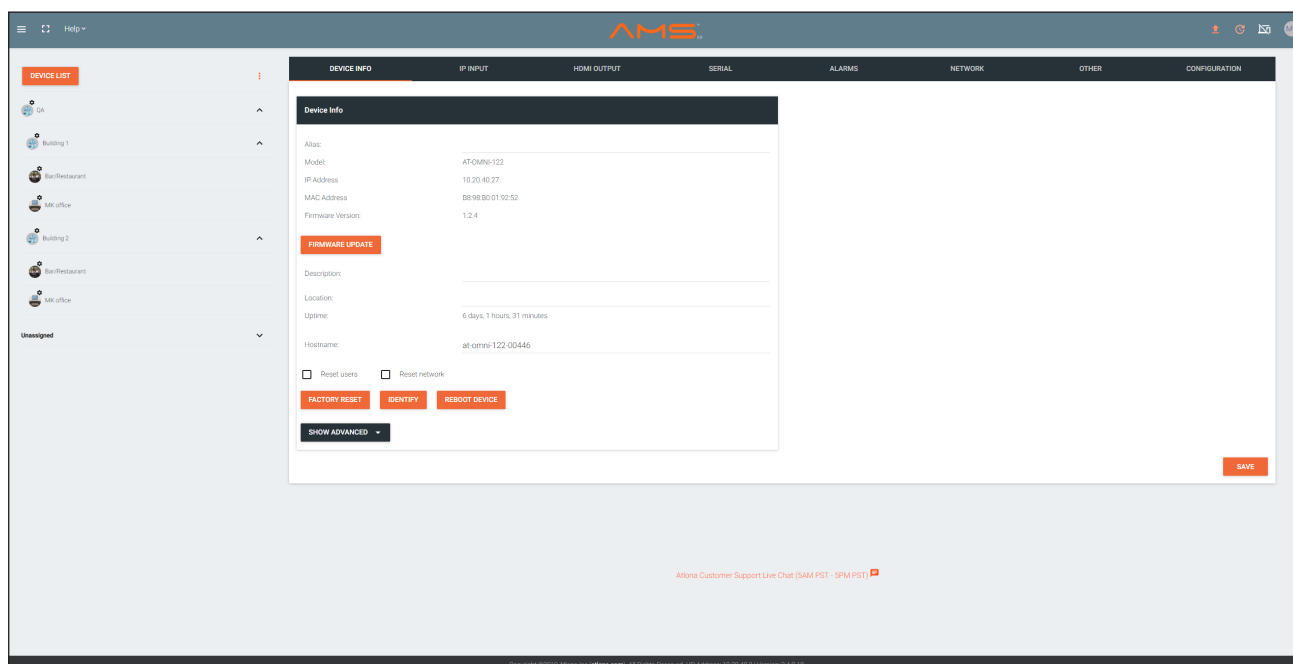 Help
AMS
DEVICE LIST
QA
Building 1
Bar/Restaurant
MK office
Building 2
Bar/Restaurant
MK office
Unassigned
DEVICE INFO IP INPUT HDMI OUTPUT SERIAL ALARMS NETWORK OTHER CONFIGURATION
Device Info
Alias:
Model: AT-OMNI-122
IP Address 10.20.40.27
MAC Address B8:98:B0:01:92:52
Firmware Version: 1.2.4
FIRMWARE UPDATE
Description:
Location:
Uptime: 6 days, 1 hours, 31 minutes
Hostname: at-omni-122-00446
Reset users Reset network
FACTORY RESET IDENTIFY REBOOT DEVICE
SHOW ADVANCED
SAVE
Atlona Customer Support Live Chat (5AM PST - 5PM PST)